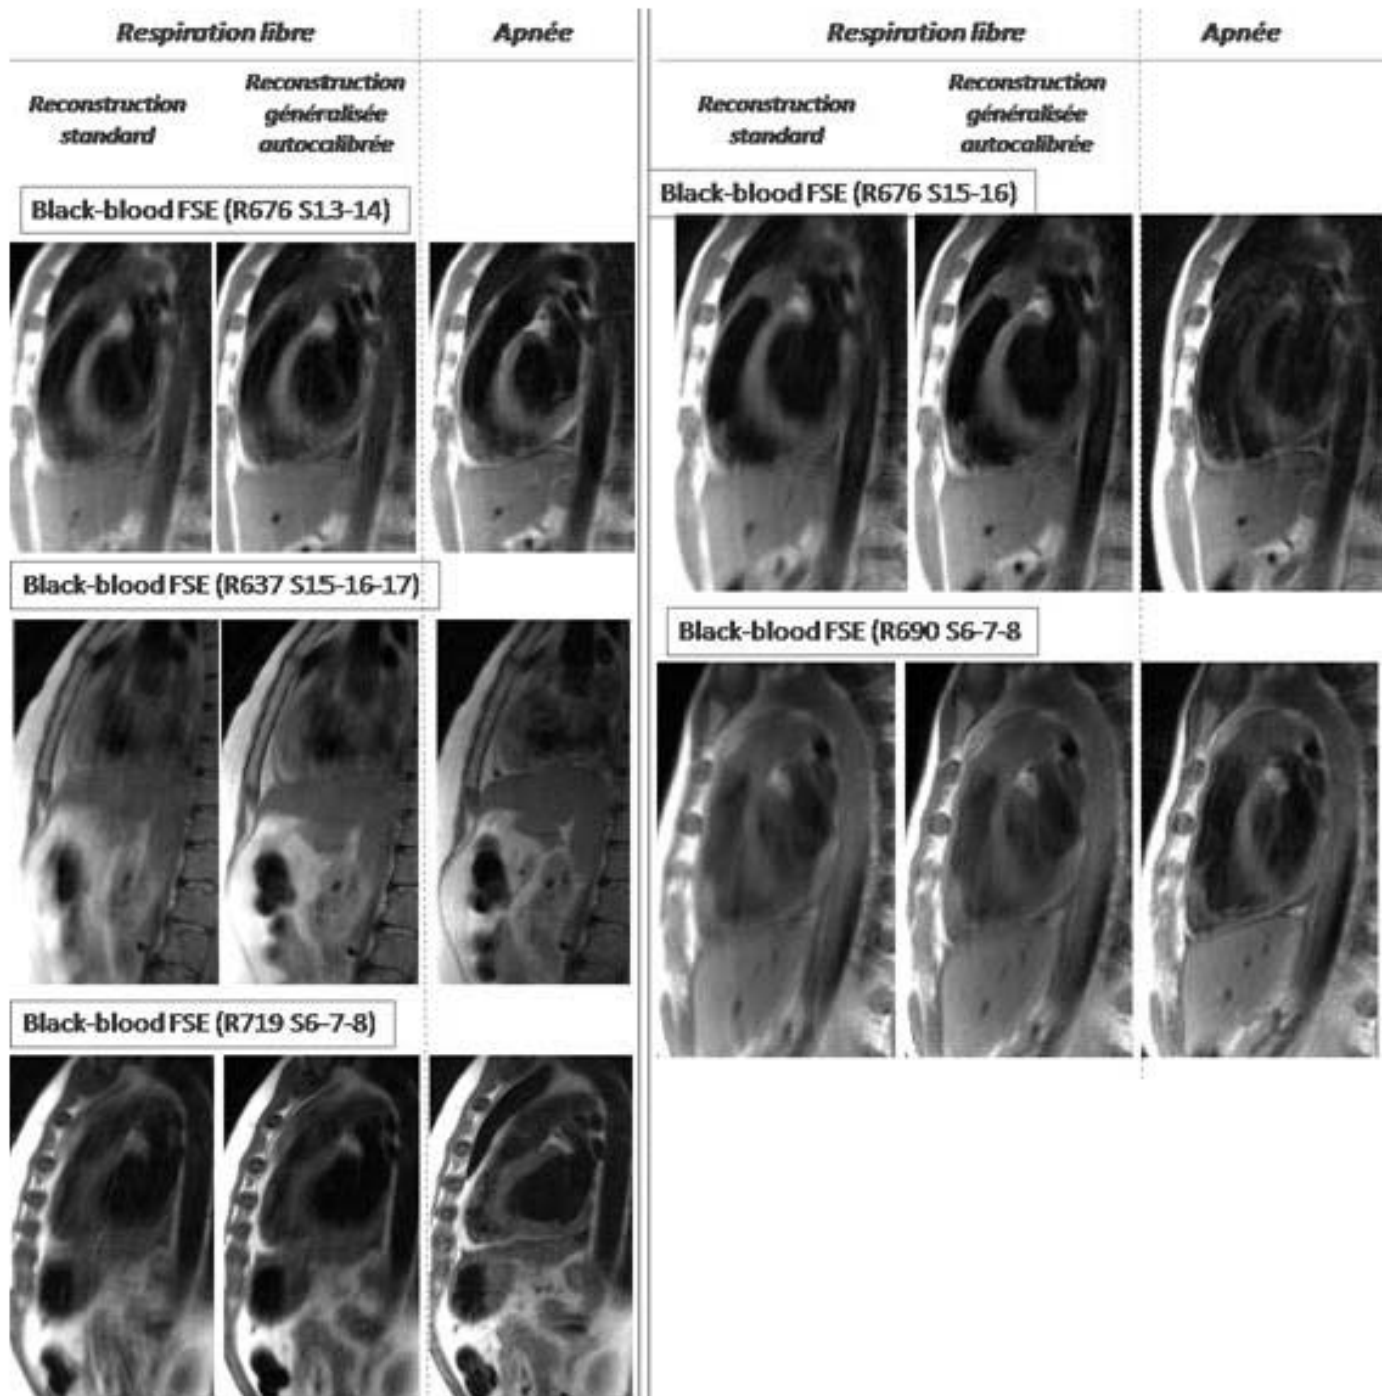 Respiration libre
Apnée
Reconstruction
standard
Reconstruction
généralisée
autocalibrée
Black-blood FSE (R676 S13-14)
Black-blood FSE (R637 S15-16-17)
Black-blood FSE (R719 S6-7-8)
Respiration libre
Apnée
Reconstruction
standard
Reconstruction
généralisée
autocalibrée
Black-blood FSE (R676 S15-16)
Black-blood FSE (R690 S6-7-8